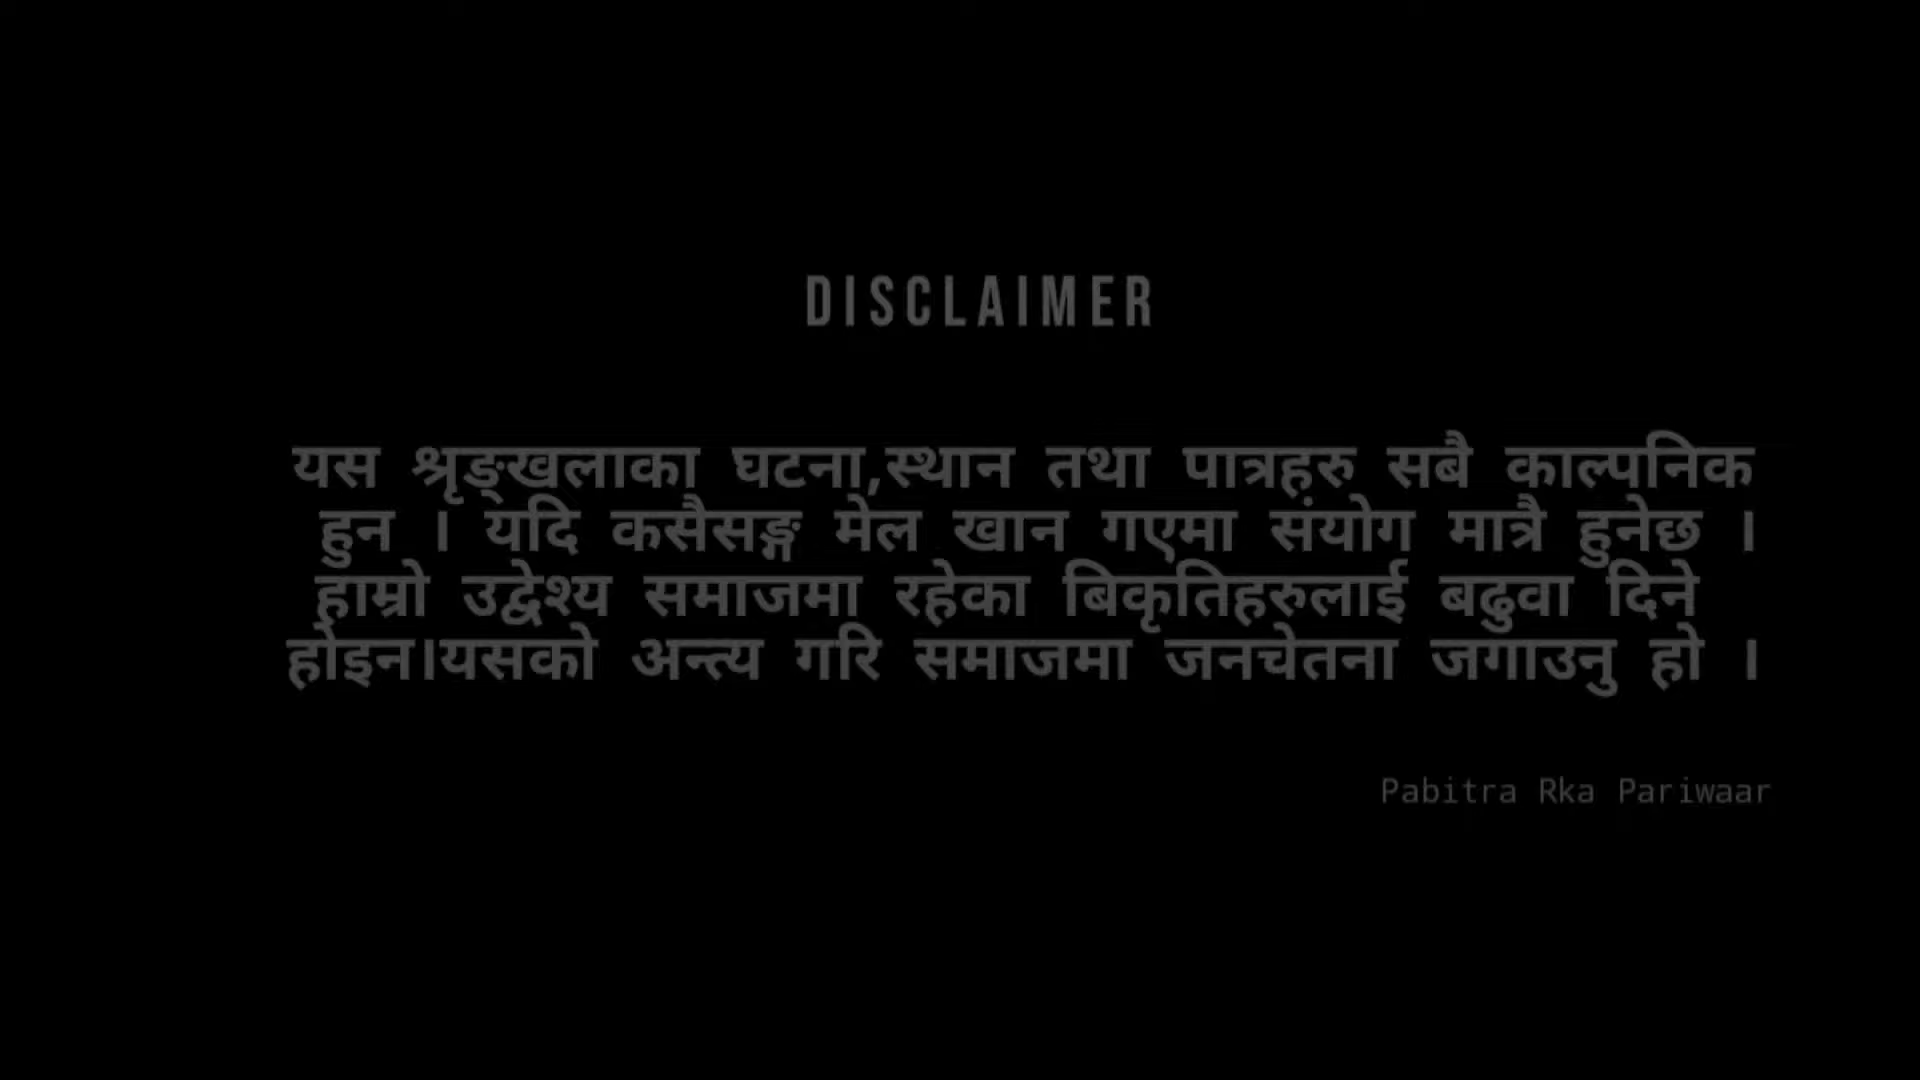 DISCLAIMER
यस श्रृङ्खलाका घटना,स्थान तथा पात्रहरु सबै काल्पनिक
हुन । यदि कसैसङ्ग मेल खान गएमा संयोग मात्रै हुनेछ ।
हाम्रो उद्वेश्य समाजमा रहेका बिकृतिहरुलाई बढुवा दिने
होइन।यसको अन्त्य गरि समाजमा जनचेतना जगाउनु हो ।
Pabitra Rka Pariwaar